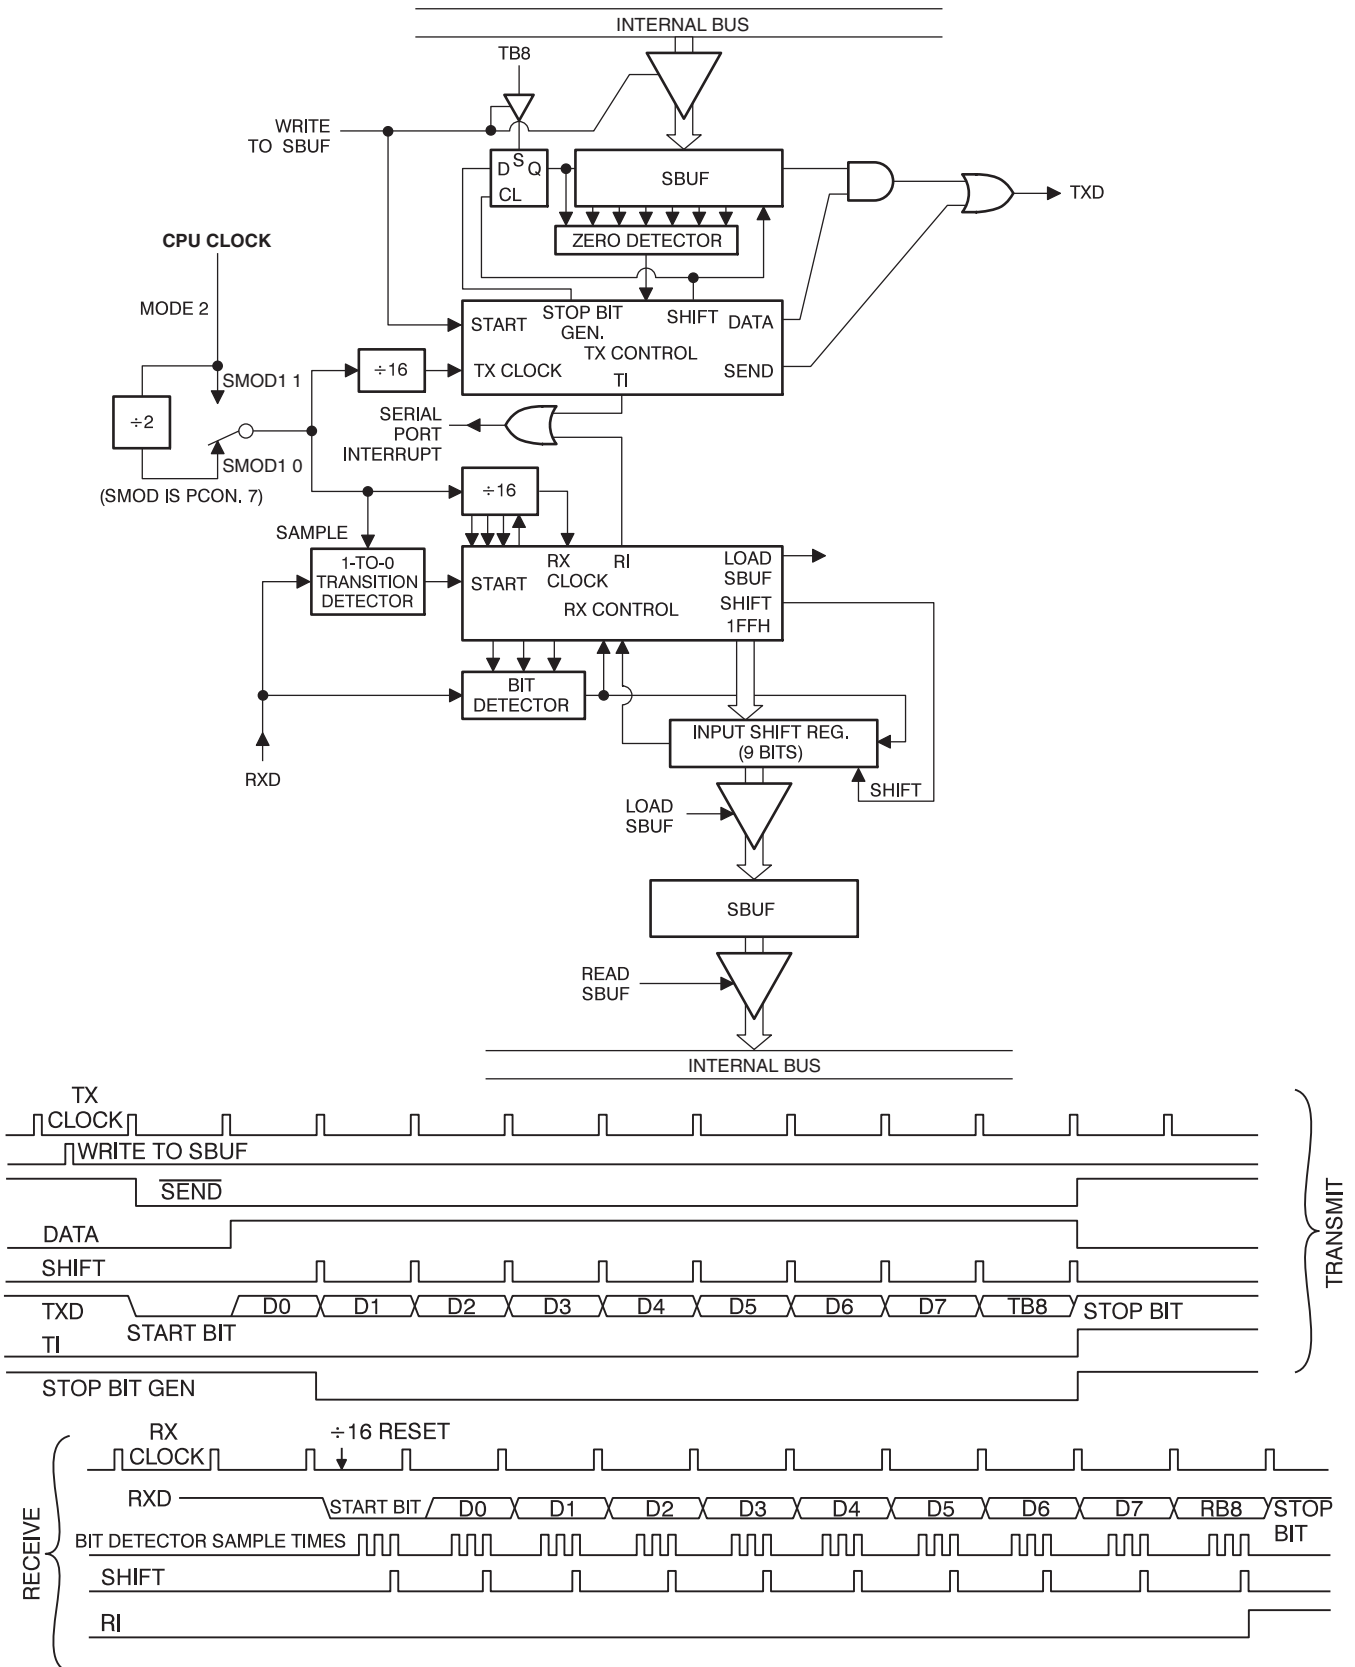 INTERNAL BUS
TB8
WRITE
TO SBUF
D S Q
CL
SBUF
TXD
ZERO DETECTOR
CPU CLOCK
MODE 2
STOP BIT
GEN.
SHIFT
DATA
START
TX CONTROL
TX CLOCK
TI
SEND
÷16
SMOD1 1
÷2
SMOD1 0
(SMOD IS PCON. 7)
SERIAL
PORT
INTERRUPT
÷16
SAMPLE
1-TO-0
TRANSITION
DETECTOR
START
RX
CLOCK
RI
LOAD
SBUF
RX CONTROL
SHIFT
1FFH
BIT
DETECTOR
INPUT SHIFT REG.
(9 BITS)
RXD
SHIFT
LOAD
SBUF
SBUF
READ
SBUF
INTERNAL BUS
TX
CLOCK
WRITE TO SBUF
SEND
DATA
SHIFT
TXD
START BIT
D0 D1 D2 D3 D4 D5 D6 D7 TB8 STOP BIT
TI
STOP BIT GEN
TRANSMIT
RX
CLOCK
÷16 RESET
RXD
START BIT D0 D1 D2 D3 D4 D5 D6 D7 RB8 STOP
BIT
BIT DETECTOR SAMPLE TIMES
SHIFT
RI
RECEIVE